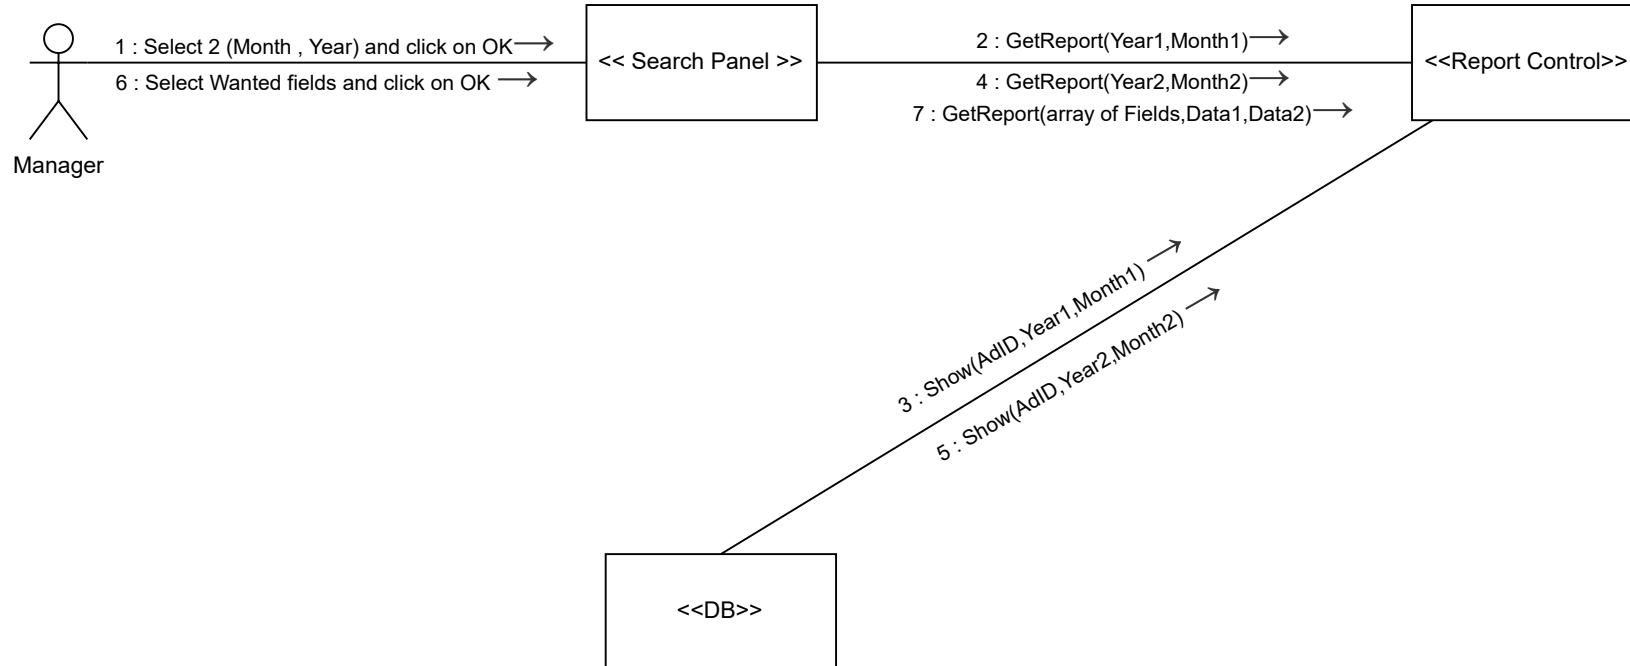 1 : Select 2 (Month , Year) and click on OK
6 : Select Wanted fields and click on OK
Manager
<< Search Panel >>
2 : GetReport(Year1,Month1)
4 : GetReport(Year2,Month2)
7 : GetReport(array of Fields,Data1,Data2)
<<Report Control>>
3 : Show(AdID,Year1,Month1)
5 : Show(AdID,Year2,Month2)
<<DB>>